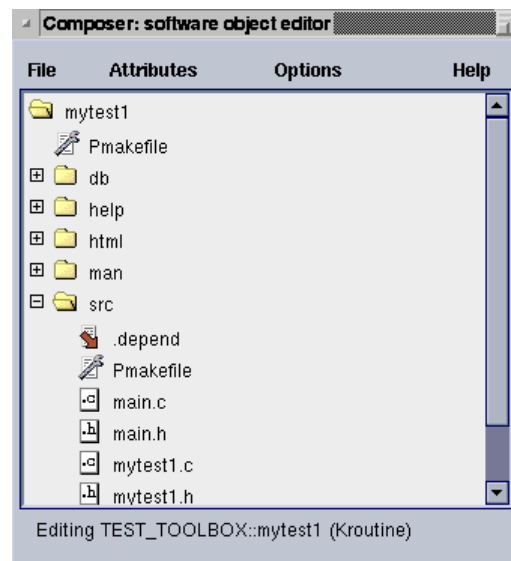 Composer: software object editor
File Attributes Options Help
mytest1
Pmakefile
db
help
html
man
src
.depend
Pmakefile
.c main.c
.h main.h
.c mytest1.c
.h mytest1.h
Editing TEST_TOOLBOX::mytest1 (Kroutine)